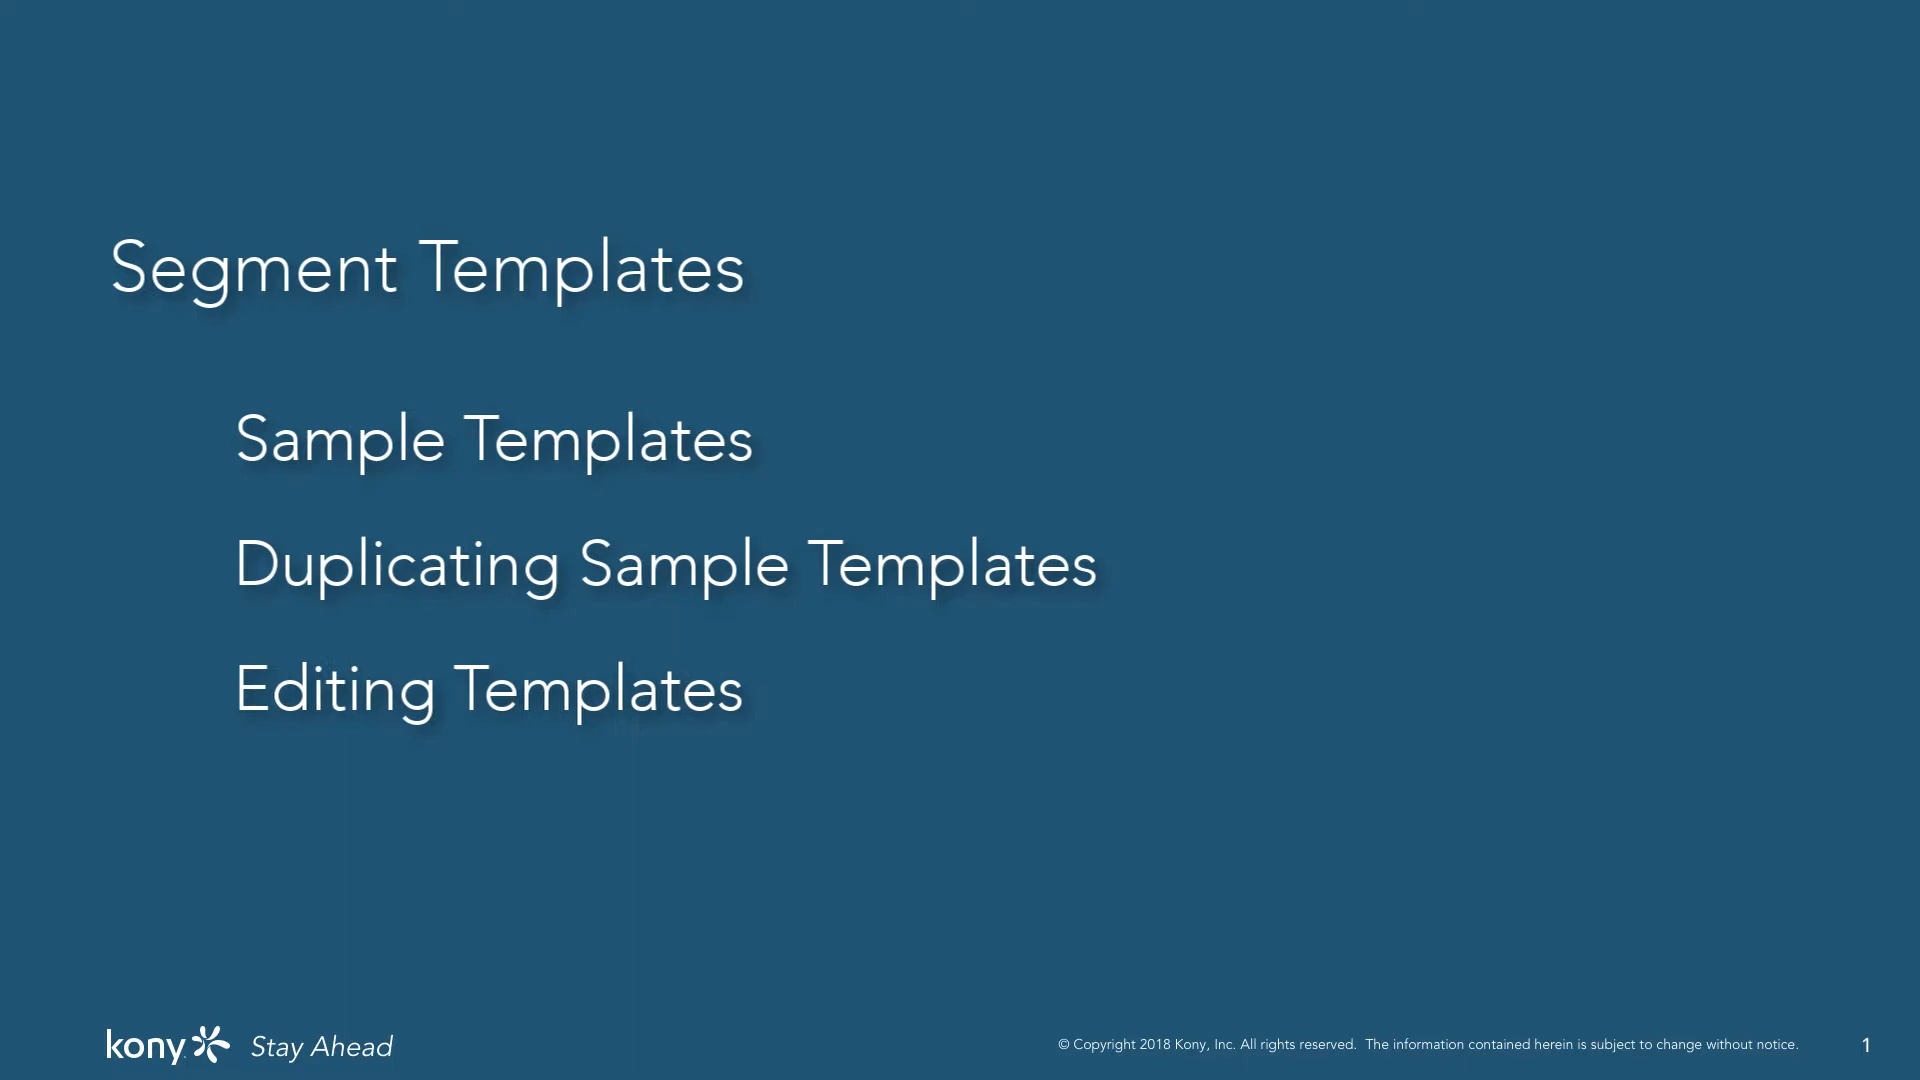 Segment Templates
Sample Templates
Duplicating Sample Templates
Editing Templates
kony Stay Ahead
© Copyright 2018 Kony, Inc. All rights reserved. The information contained herein is subject to change without notice.
1